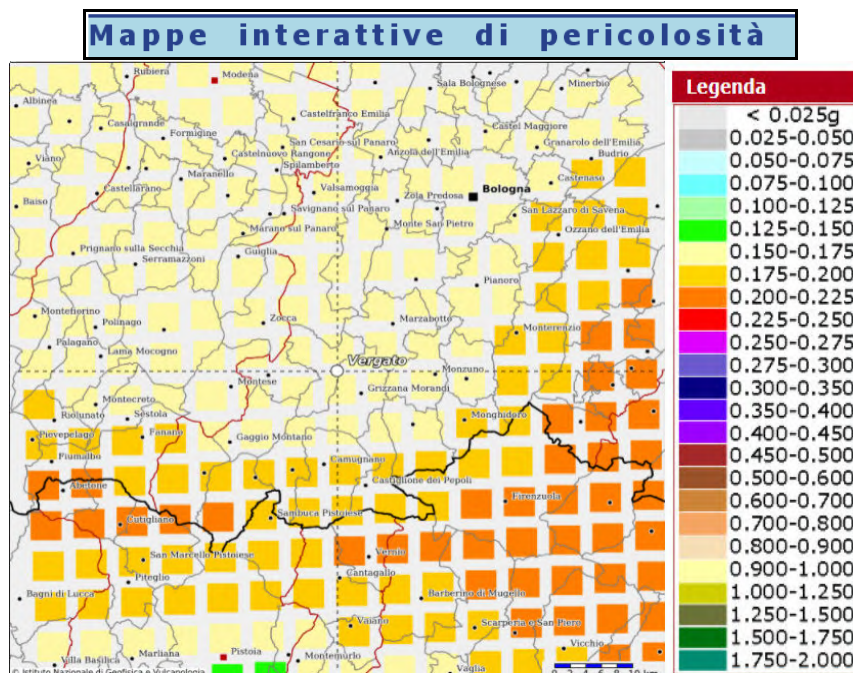 Mappe interattive di pericolosità
Rubiera
Modena
Sala Bolognese
Minerbio
Albinea
Castelfranco Emilia
Casalgrande
Formigine
Castel Maggiore
San Cesario sul Panaro
Granarolo dell'Emilia
Viano
Castelnuovo Rangone
Anzola dell'Emilia
Budrio
Spilamberto
Maranello
Castenaso
Castellarano
Valsamoggia
Zola Predosa
Bologna
Baiso
Savignano sul Panaro
San Lazzaro di Savena
Marano sul Panaro
Monte San Pietro
Ozzano dell'Emilia
Prignano sulla Secchia
Serramazzoni
Guiglia
Pianoro
Montefiorino
Polinago
Zocca
Marzabotto
Monterenzio
Palagano
Lama Mocogno
Vergato
Montese
Monzuno
Grizzana Morandi
Montecreto
Riolunato
Sestola
Monghidoro
Pievepelago
Fanano
Gaggio Montano
Fiumalbo
Camugnano
Abetone
Castiglione dei Pepoli
Firenzuola
Cutigliano
Sambuca Pistoiese
San Marcello Pistoiese
Vernio
Piteglio
Cantagallo
Bagni di Lucca
Barberino di Mugello
Vaiano
Scarperia e San Piero
Marliana
Pistoia
Vicchio
Villa Basilica
Montemurlo
Vaglia
© Istituto Nazionale di Geofisica e Vulcanologia
0 2 4 6 8 10 km
Legenda
< 0.025g
0.025-0.050
0.050-0.075
0.075-0.100
0.100-0.125
0.125-0.150
0.150-0.175
0.175-0.200
0.200-0.225
0.225-0.250
0.250-0.275
0.275-0.300
0.300-0.350
0.350-0.400
0.400-0.450
0.450-0.500
0.500-0.600
0.600-0.700
0.700-0.800
0.800-0.900
0.900-1.000
1.000-1.250
1.250-1.500
1.500-1.750
1.750-2.000